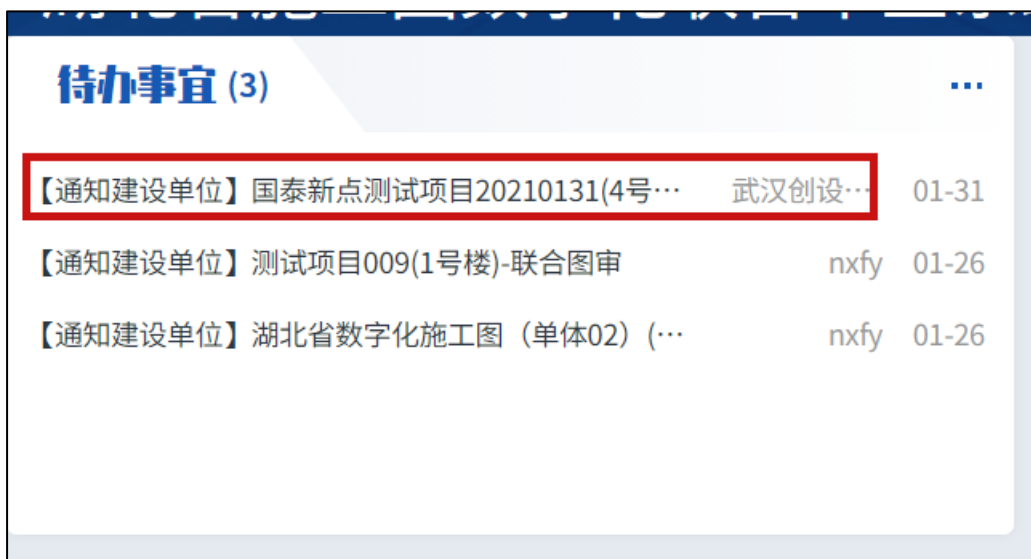 待办事宜 (3)
…
【通知建设单位】国泰新点测试项目20210131(4号… 武汉创设… 01-31
【通知建设单位】测试项目009(1号楼)-联合图审 nxfy 01-26
【通知建设单位】湖北省数字化施工图（单体02）(… nxfy 01-26